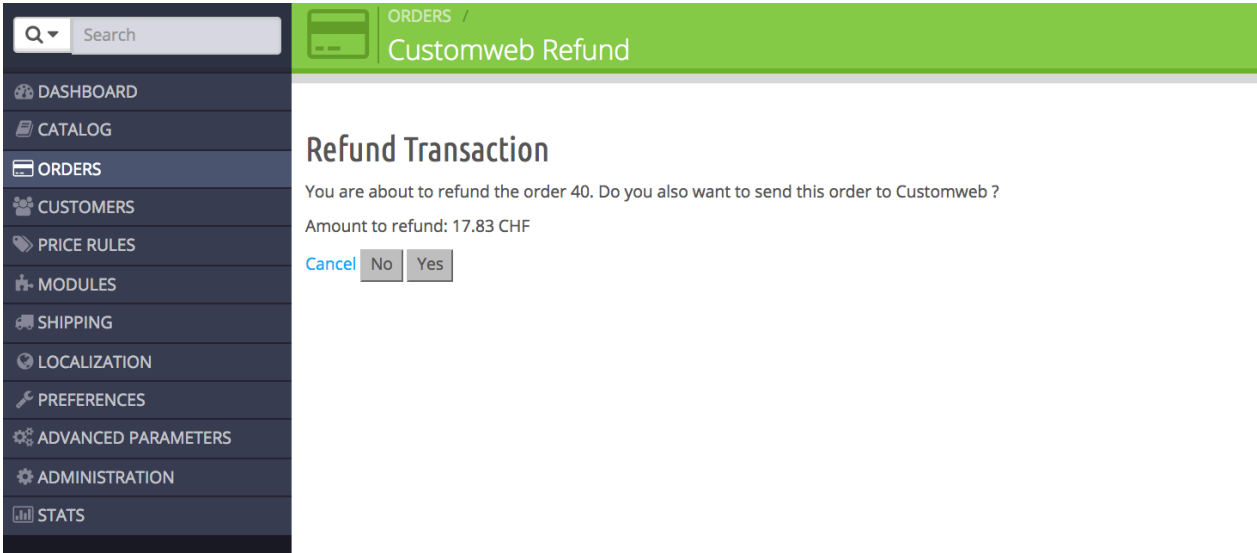 Search
DASHBOARD
CATALOG
ORDERS
CUSTOMERS
PRICE RULES
MODULES
SHIPPING
LOCALIZATION
PREFERENCES
ADVANCED PARAMETERS
ADMINISTRATION
STATS
ORDERS /
Customweb Refund
Refund Transaction
You are about to refund the order 40. Do you also want to send this order to Customweb ?
Amount to refund: 17.83 CHF
Cancel No Yes